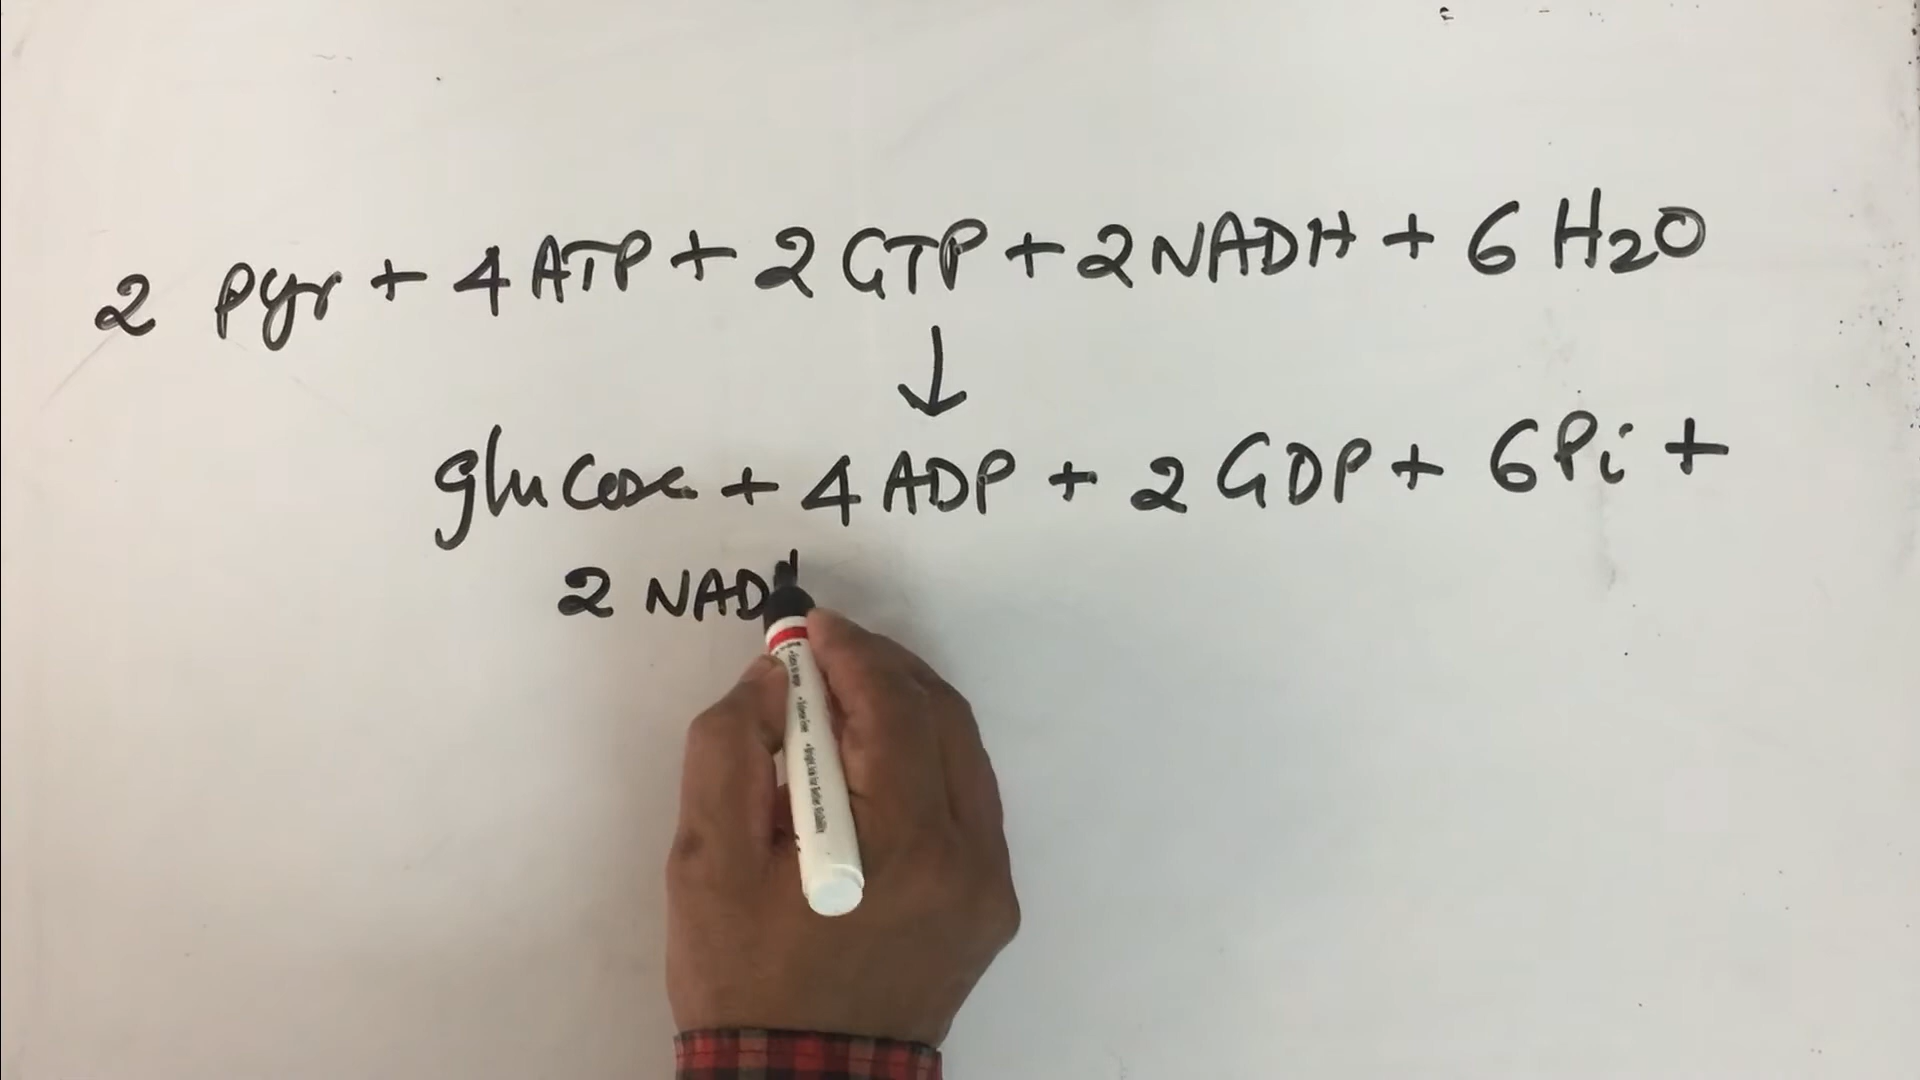 2 Pyr + 4 ATP + 2 GTP + 2 NADH + 6 H2O
↓
glucose + 4 ADP + 2 GDP + 6 Pi +
2 NAD